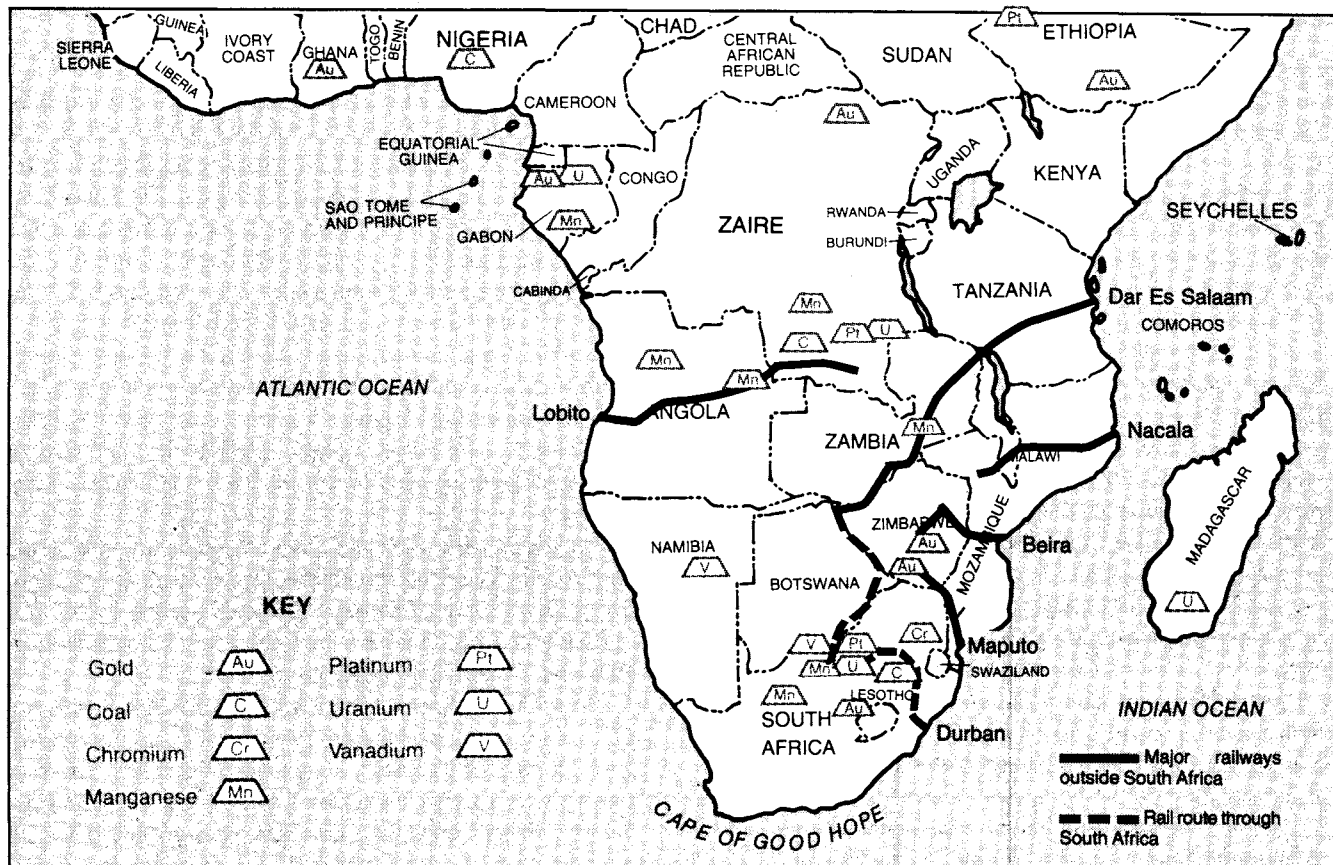 GUINEA
SIERRA
LEONE
LIBERIA
IVORY
COAST
GHANA
Au
TOGO
BENIN
NIGERIA
C
CHAD
CENTRAL
AFRICAN
REPUBLIC
SUDAN
Pt
ETHIOPIA
Au
CAMEROON
Au
EQUATORIAL
GUINEA
Au
U
CONGO
UGANDA
KENYA
SAO TOME
AND PRINCIPE
Mn
GABON
ZAIRE
RWANDA
BURUNDI
SEYCHELLES
CABINDA
TANZANIA
Dar Es Salaam
COMOROS
Mn
C
Pt
U
Mn
ATLANTIC OCEAN
Mn
Lobito
ANGOLA
ZAMBIA
Mn
Nacala
MALAWI
MADAGASCAR
U
NAMIBIA
V
ZIMBABWE
Au
Au
MOZAMBIQUE
Beira
BOTSWANA
V
Pt
Cr
Mn
U
C
Maputo
SWAZILAND
Mn
LESOTHO
Au
SOUTH
AFRICA
Durban
INDIAN OCEAN
CAPE OF GOOD HOPE
KEY
Gold Au Platinum Pt
Coal C Uranium U
Chromium Cr Vanadium V
Manganese Mn
Major railways
outside South Africa
Rail route through
South Africa